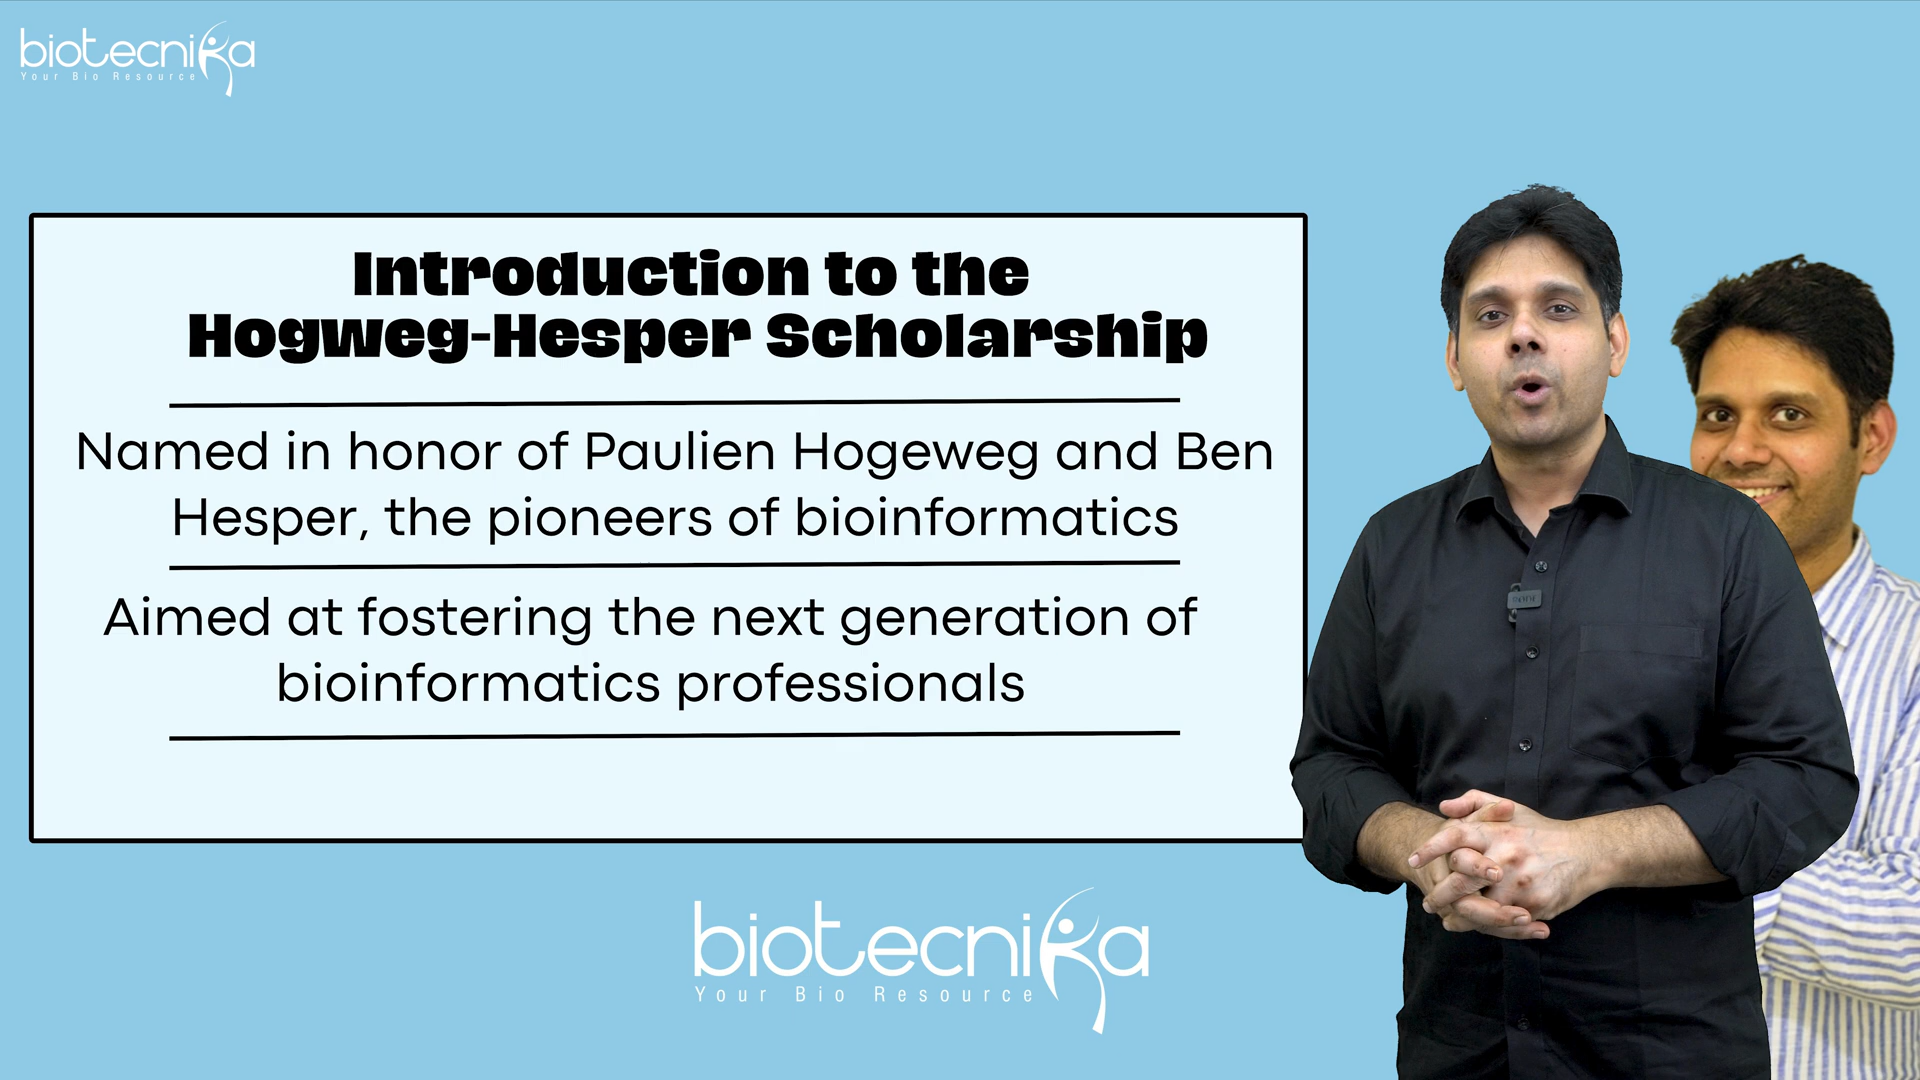 biotecnika
Your Bio Resource
Introduction to the
Hogweg-Hesper Scholarship
Named in honor of Paulien Hogeweg and Ben
Hesper, the pioneers of bioinformatics
Aimed at fostering the next generation of
bioinformatics professionals
biotecnika
Your Bio Resource